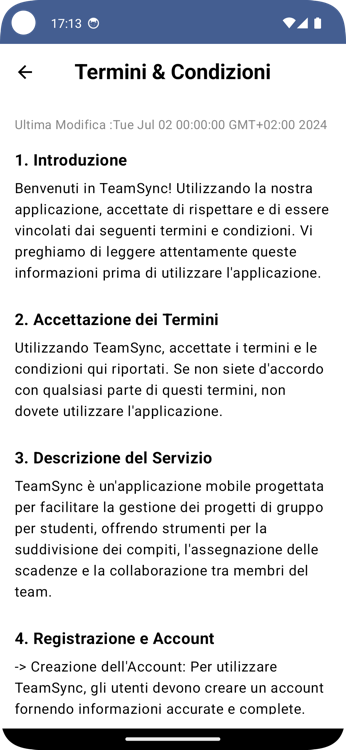 17:13
Termini & Condizioni
Ultima Modifica :Tue Jul 02 00:00:00 GMT+02:00 2024
1. Introduzione
Benvenuti in TeamSync! Utilizzando la nostra
applicazione, accettate di rispettare e di essere
vincolati dai seguenti termini e condizioni. Vi
preghiamo di leggere attentamente queste
informazioni prima di utilizzare l'applicazione.
2. Accettazione dei Termini
Utilizzando TeamSync, accettate i termini e le
condizioni qui riportati. Se non siete d'accordo
con qualsiasi parte di questi termini, non
dovete utilizzare l'applicazione.
3. Descrizione del Servizio
TeamSync è un'applicazione mobile progettata
per facilitare la gestione dei progetti di gruppo
per studenti, offrendo strumenti per la
suddivisione dei compiti, l'assegnazione delle
scadenze e la collaborazione tra membri del
team.
4. Registrazione e Account
-> Creazione dell'Account: Per utilizzare
TeamSync, gli utenti devono creare un account
fornendo informazioni accurate e complete.